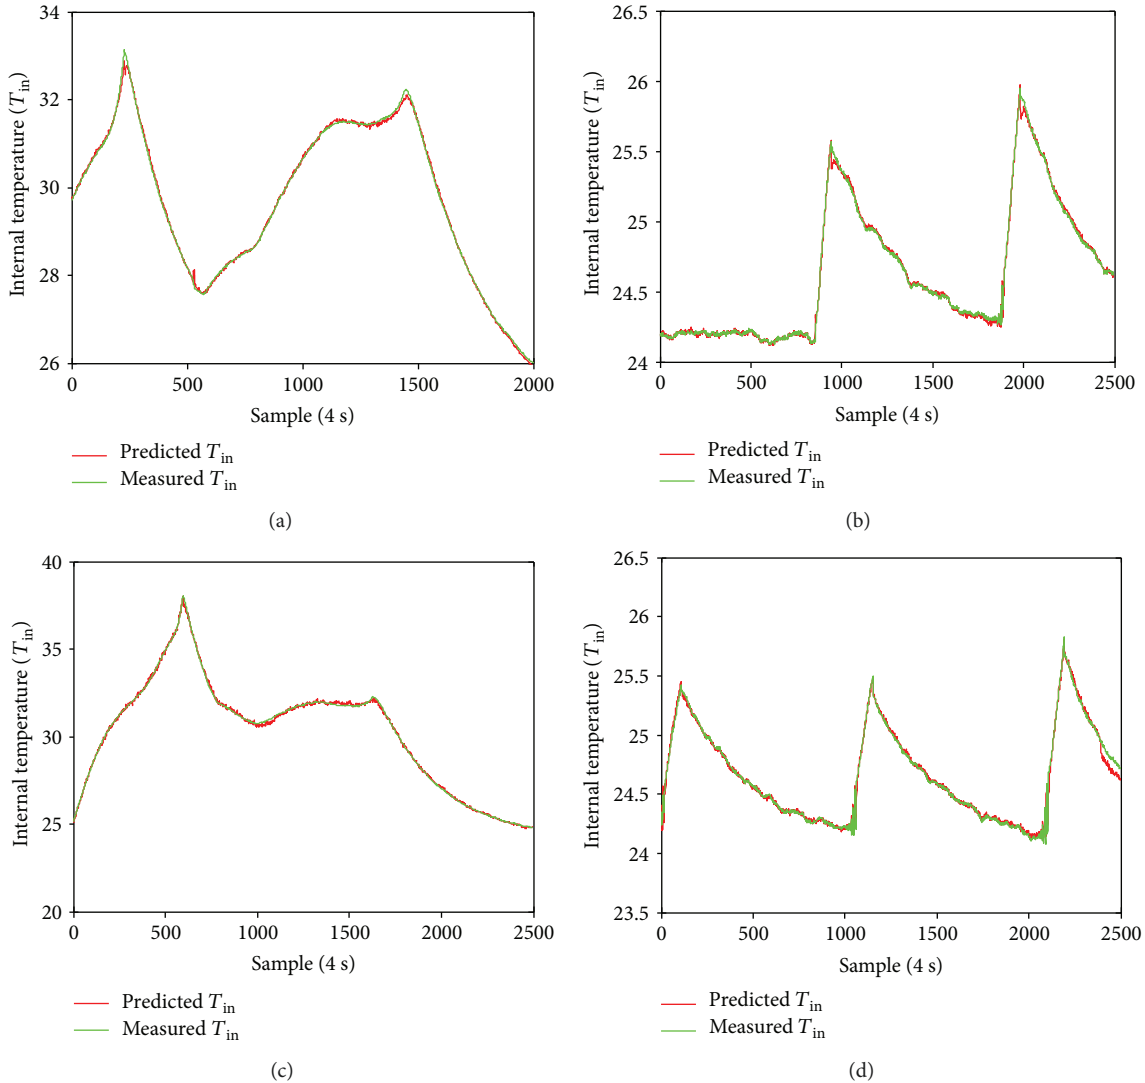 34
32
30
28
26
Internal temperature (T_in)
0 500 1000 1500 2000
Sample (4 s)
Predicted T_in
Measured T_in
(a)
26.5
26
25.5
25
24.5
24
Internal temperature (T_in)
0 500 1000 1500 2000 2500
Sample (4 s)
Predicted T_in
Measured T_in
(b)
40
35
30
25
20
Internal temperature (T_in)
0 500 1000 1500 2000 2500
Sample (4 s)
Predicted T_in
Measured T_in
(c)
26.5
26
25.5
25
24.5
24
23.5
Internal temperature (T_in)
0 500 1000 1500 2000 2500
Sample (4 s)
Predicted T_in
Measured T_in
(d)